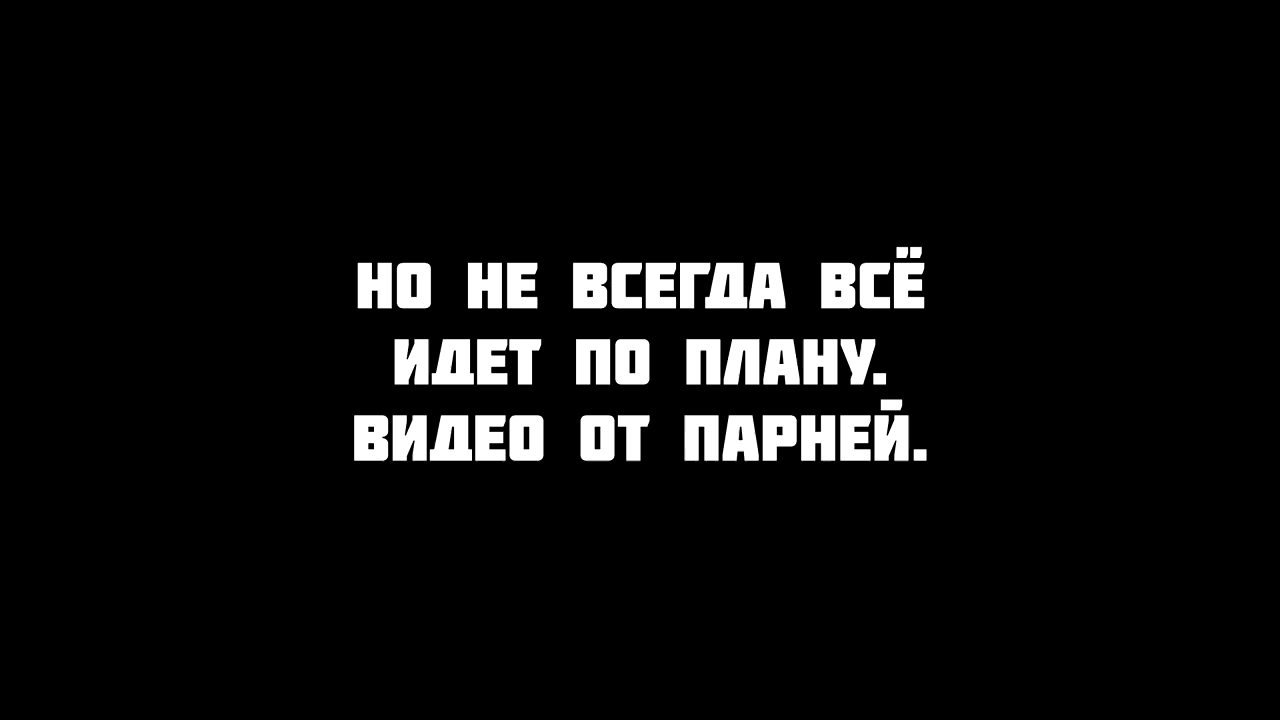 НО НЕ ВСЕГДА ВСЁ
ИДЕТ ПО ПЛАНУ.
ВИДЕО ОТ ПАРНЕЙ.